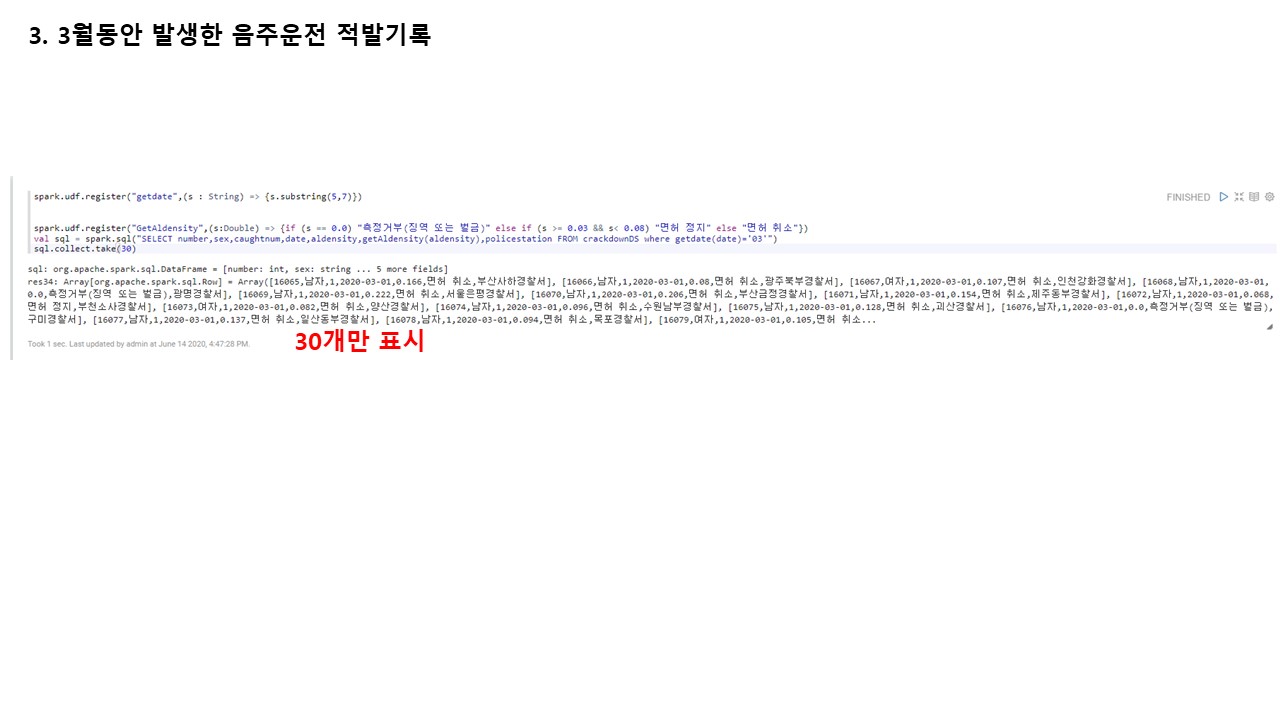 3. 3월동안 발생한 음주운전 적발기록
spark.udf.register("getdate",(s : String) => {s.substring(5,7)})
FINISHED
spark.udf.register("GetAldensity",(s:Double) => {if (s == 0.0) "측정거부(징역 또는 벌금)" else if (s >= 0.03 && s< 0.08) "면허 정지" else "면허 취소"})
val sql = spark.sql("SELECT number,sex,caughtnum,date,aldensity,getAldensity(aldensity),policestation FROM crackdownDS where getdate(date)='03'")
sql.collect.take(30)
sql: org.apache.spark.sql.DataFrame = [number: int, sex: string ... 5 more fields]
res34: Array[org.apache.spark.sql.Row] = Array([16065,남자,1,2020-03-01,0.166,면허 취소,부산사하경찰서], [16066,남자,1,2020-03-01,0.08,면허 취소,광주북부경찰서], [16067,여자,1,2020-03-01,0.107,면허 취소,인천강화경찰서], [16068,남자,1,2020-03-01,
0.0,측정거부(징역 또는 벌금),광명경찰서], [16069,남자,1,2020-03-01,0.222,면허 취소,서울은평경찰서], [16070,남자,1,2020-03-01,0.206,면허 취소,부산금정경찰서], [16071,남자,1,2020-03-01,0.154,면허 취소,제주동부경찰서], [16072,남자,1,2020-03-01,0.068,
면허 정지,부천소사경찰서], [16073,여자,1,2020-03-01,0.082,면허 취소,양산경찰서], [16074,남자,1,2020-03-01,0.096,면허 취소,수원남부경찰서], [16075,남자,1,2020-03-01,0.128,면허 취소,괴산경찰서], [16076,남자,1,2020-03-01,0.0,측정거부(징역 또는 벌금),
구미경찰서], [16077,남자,1,2020-03-01,0.137,면허 취소,일산동부경찰서], [16078,남자,1,2020-03-01,0.094,면허 취소,목포경찰서], [16079,여자,1,2020-03-01,0.105,면허 취소...
Took 1 sec. Last updated by admin at June 14 2020, 4:47:28 PM.
30개만 표시